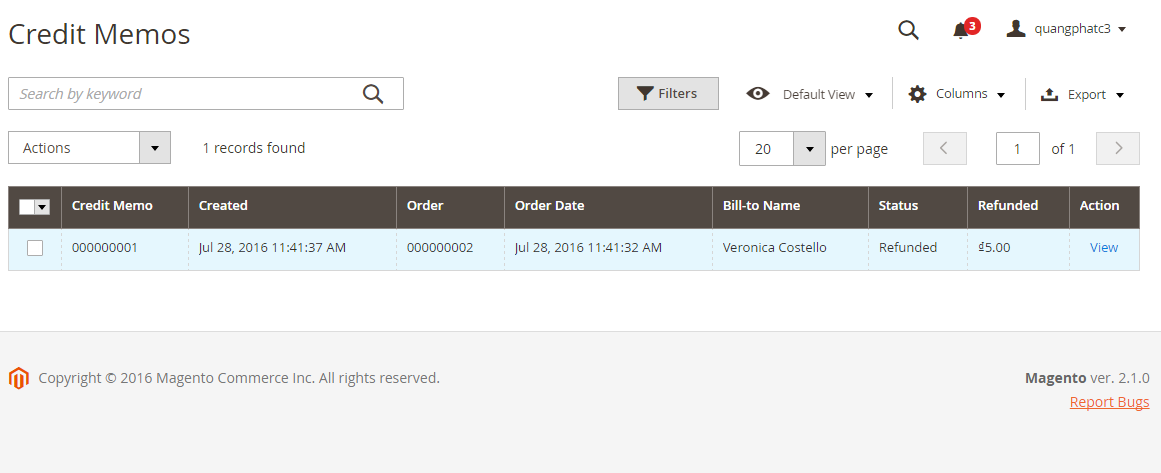 Credit Memos
3
quangphatc3
Search by keyword
Filters
Default View
Columns
Export
Actions
1 records found
20
per page
1
of 1
Credit Memo Created Order Order Date Bill-to Name Status Refunded Action
000000001 Jul 28, 2016 11:41:37 AM 000000002 Jul 28, 2016 11:41:32 AM Veronica Costello Refunded ₫5.00 View
Copyright © 2016 Magento Commerce Inc. All rights reserved.
Magento ver. 2.1.0
Report Bugs